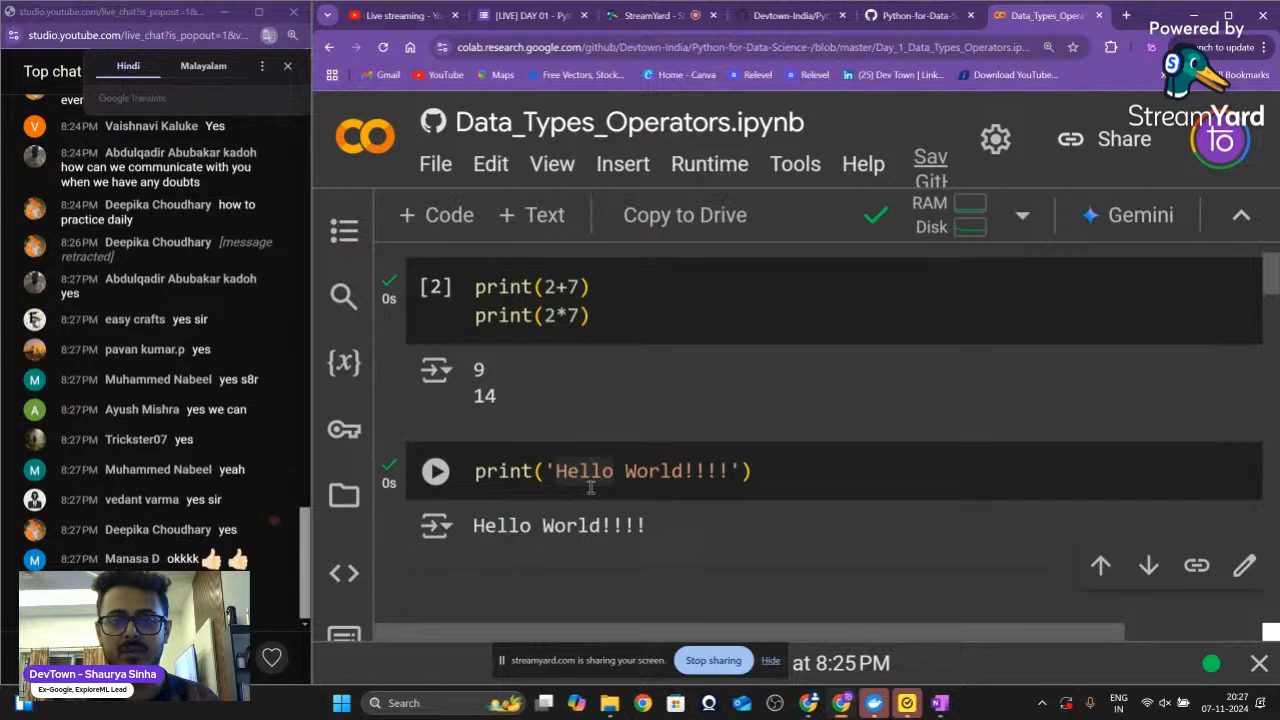 studio.youtube.com/live_chat?is_popout=1&...
studio.youtube.com/live_chat?is_popout=1&v...
Top chat
Hindi
Malayalam
Google Translate
8:24PM Vaishnavi Kaluke Yes
8:24PM Abdulqadir Abubakar kadoh
how can we communicate with you
when we have any doubts
8:24PM Deepika Choudhary how to
practice daily
8:26PM Deepika Choudhary [message
retracted]
8:27PM Abdulqadir Abubakar kadoh
yes
8:27PM easy crafts yes sir
8:27PM pavan kumar.p yes
8:27PM Muhammed Nabeel yes s8r
8:27PM Ayush Mishra yes we can
8:27PM Trickster07 yes
8:27PM Muhammed Nabeel yeah
8:27PM vedant varma yes sir
8:27PM Deepika Choudhary yes
8:27PM Manasa D okkkk👍🏻👍🏻
DevTown - Shaurya Sinha
Ex-Google, ExploreML Lead
Live streaming - Yo
[LIVE] DAY 01 - Pyt
StreamYard -
Devtown-India/Pyt
Python-for-Data-S
Data_Types_Opera
colab.research.google.com/github/Devtown-India/Python-for-Data-Science-/blob/master/Day_1_Data_Types_Operators.ip...
Gmail
YouTube
Maps
Free Vectors, Stock...
Home - Canva
Relevel
Relevel
(25) Dev Town | Link...
Download YouTube...
All Bookmarks
Powered by
StreamYard
Data_Types_Operators.ipynb
File Edit View Insert Runtime Tools Help
Share
+ Code + Text Copy to Drive
RAM
Disk
Gemini
[2] print(2+7)
print(2*7)
0s
9
14
print('Hello World!!!!')
0s
Hello World!!!!
streamyard.com is sharing your screen.
Stop sharing
Hide
at 8:25 PM
Search
ENG
IN
20:27
07-11-2024